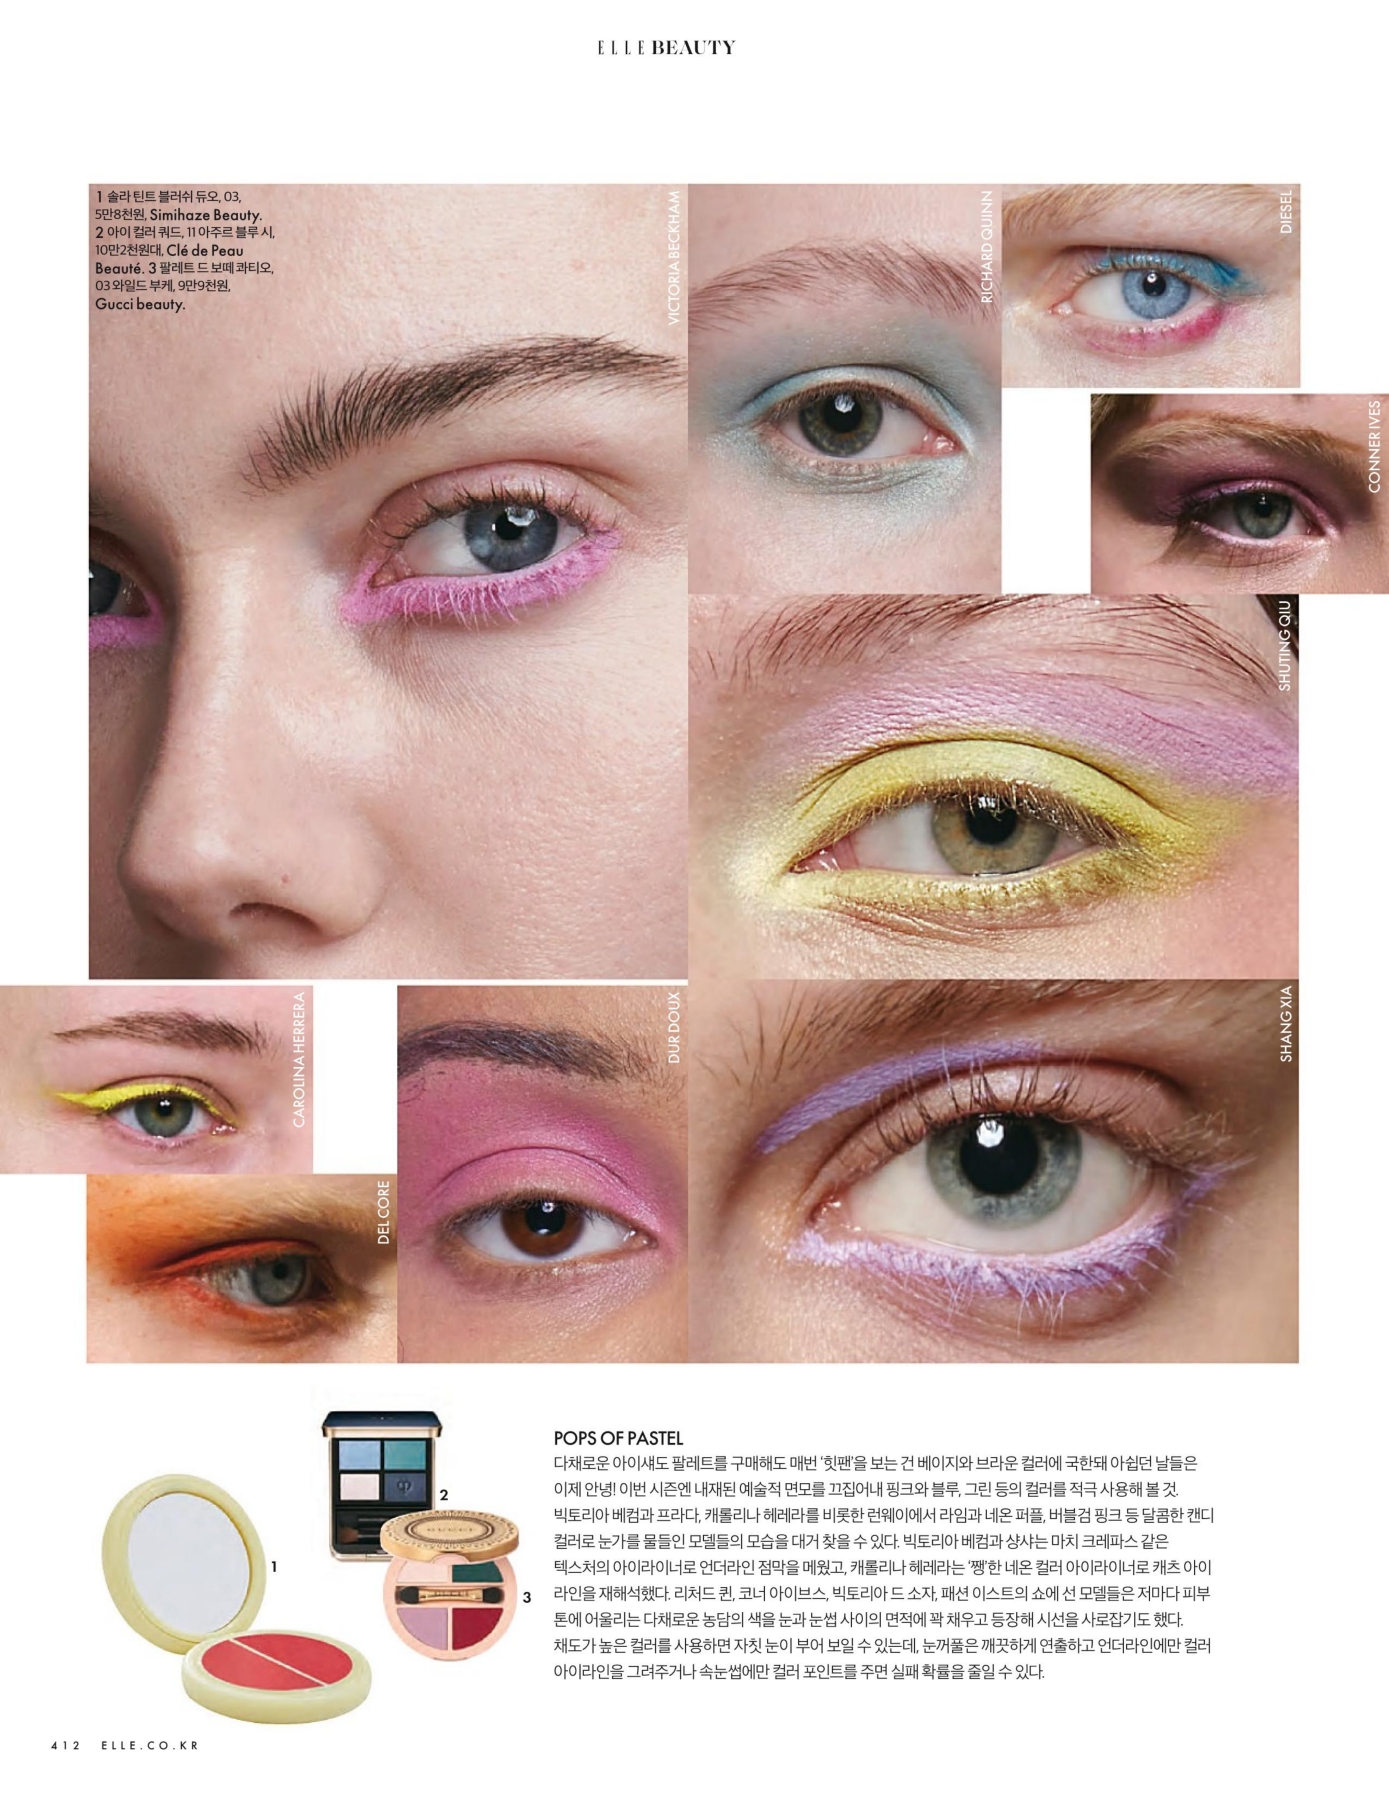 ELLE BEAUTY
1 솔라 틴트 블러쉬 듀오, 03,
5만8천원, Simihaze Beauty.
2 아이 컬러 쿼드, 11 아주르 블루 시,
10만2천원대, Clé de Peau
Beauté. 3 팔레트 드 보떼 콰티오,
03 와일드 부케, 9만9천원,
Gucci beauty.
VICTORIA BECKHAM
RICHARD QUINN
DIESEL
CONNER IVES
SHUTING QIU
CAROLINA HERRERA
DEL CORE
DUR DOUX
SHANG XIA
1
2
3
GUCCI
POPS OF PASTEL
다채로운 아이섀도 팔레트를 구매해도 매번 ‘힛팬’을 보는 건 베이지와 브라운 컬러에 국한돼 아쉽던 날들은
이제 안녕! 이번 시즌엔 내재된 예술적 면모를 끄집어내 핑크와 블루, 그린 등의 컬러를 적극 사용해 볼 것.
빅토리아 베컴과 프라다, 캐롤리나 헤레라를 비롯한 런웨이에서 라임과 네온 퍼플, 버블검 핑크 등 달콤한 캔디
컬러로 눈가를 물들인 모델들의 모습을 대거 찾을 수 있다. 빅토리아 베컴과 샹샤는 마치 크레파스 같은
텍스처의 아이라이너로 언더라인 점막을 메웠고, 캐롤리나 헤레라는 ‘쨍’한 네온 컬러 아이라이너로 캐츠 아이
라인을 재해석했다. 리처드 퀸, 코너 아이브스, 빅토리아 드 소자, 패션 이스트의 쇼에 선 모델들은 저마다 피부
톤에 어울리는 다채로운 농담의 색을 눈과 눈썹 사이의 면적에 꽉 채우고 등장해 시선을 사로잡기도 했다.
채도가 높은 컬러를 사용하면 자칫 눈이 부어 보일 수 있는데, 눈꺼풀은 깨끗하게 연출하고 언더라인에만 컬러
아이라인을 그려주거나 속눈썹에만 컬러 포인트를 주면 실패 확률을 줄일 수 있다.
412 ELLE.CO.KR